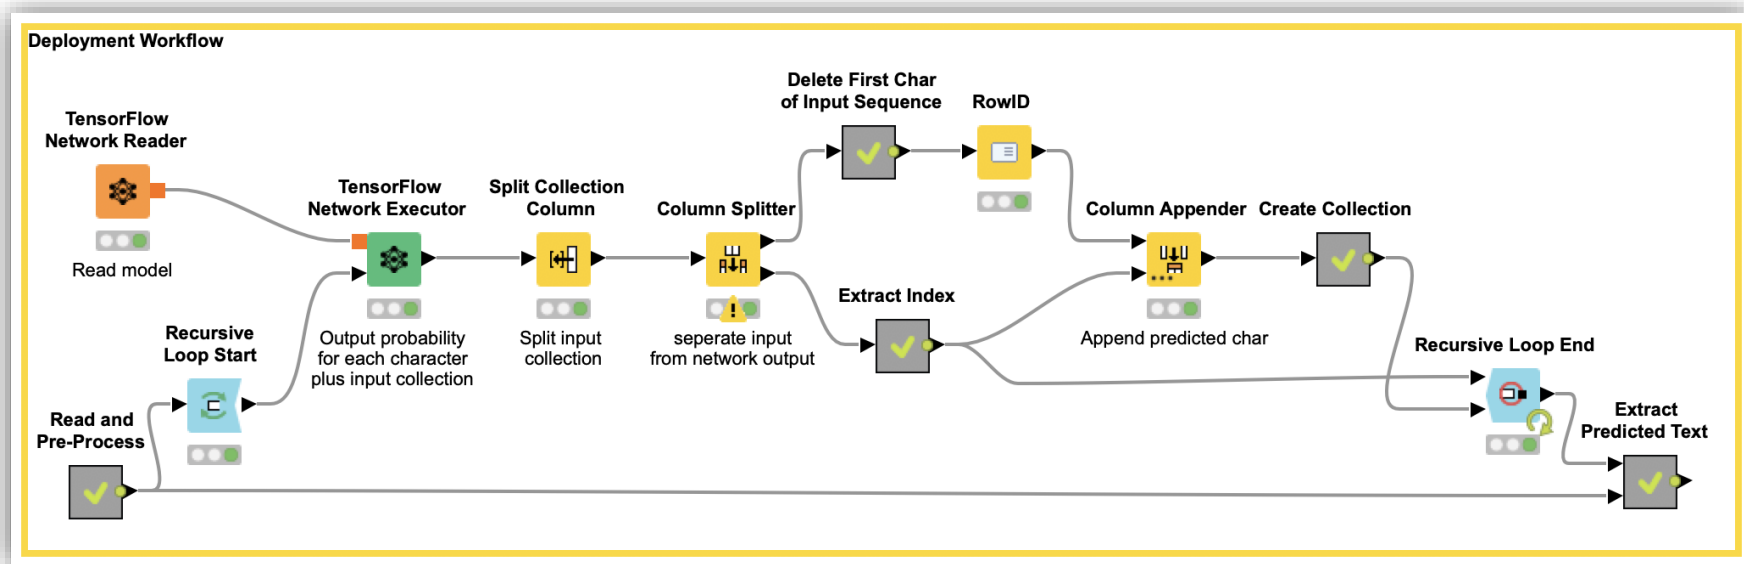 Deployment Workflow
TensorFlow
Network Reader
Read model
Recursive
Loop Start
Read and
Pre-Process
TensorFlow
Network Executor
Output probability
for each character
plus input collection
Split Collection
Column
Split input
collection
Column Splitter
seperate input
from network output
Delete First Char
of Input Sequence
RowID
Extract Index
Column Appender
Append predicted char
Create Collection
Recursive Loop End
Extract
Predicted Text